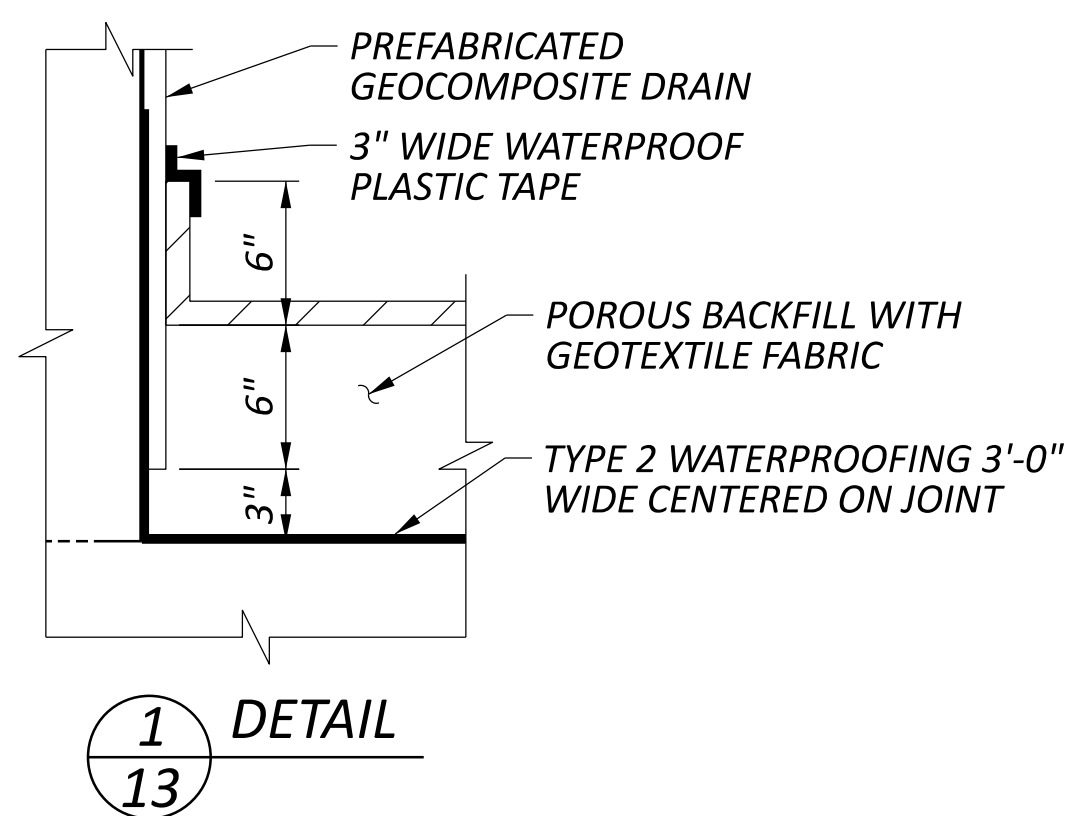 PREFABRICATED
GEOCOMPOSITE DRAIN
3" WIDE WATERPROOF
PLASTIC TAPE
6"
POROUS BACKFILL WITH
GEOTEXTILE FABRIC
6"
TYPE 2 WATERPROOFING 3'-0"
WIDE CENTERED ON JOINT
3"
1
DETAIL
13